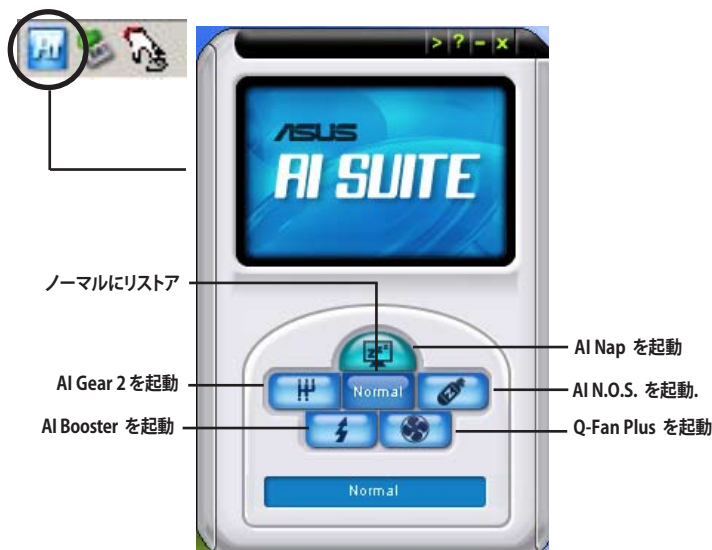 AI
> ? - x
ASUS
AI SUITE
ノーマルにリストア
AI Nap を起動
zzz
AI Gear 2 を起動
Normal
AI N.O.S. を起動.
AI Booster を起動
Q-Fan Plus を起動
Normal